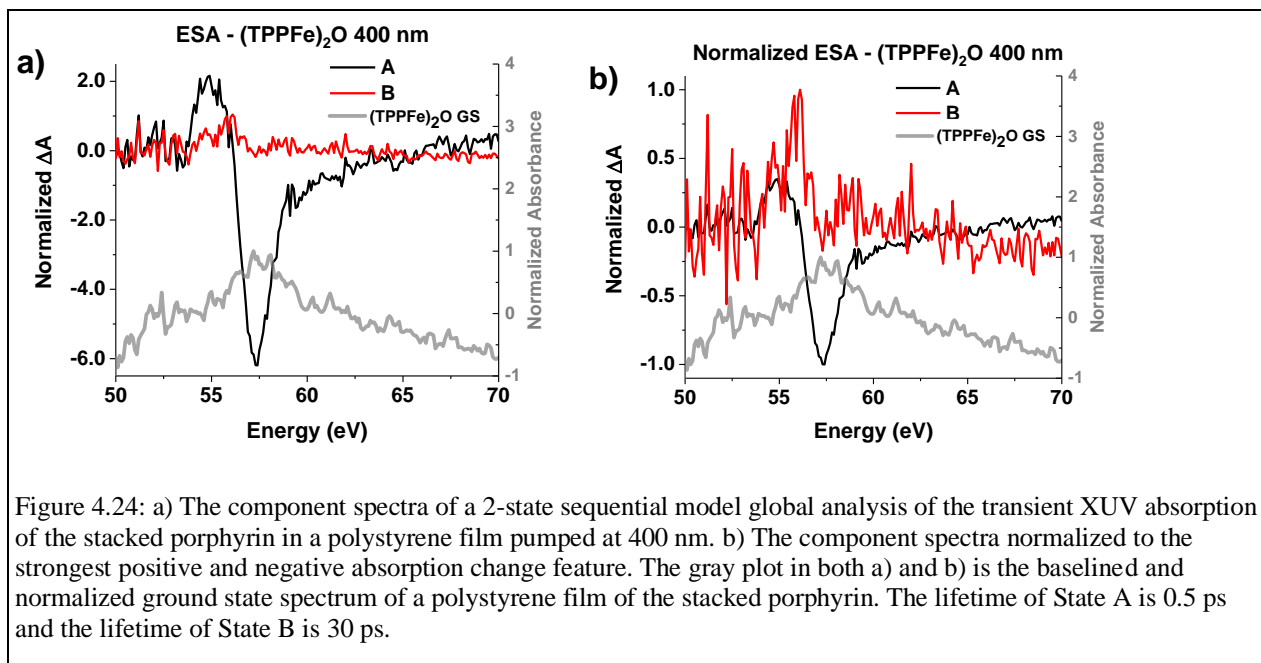 ESA - (TPPFe)2O 400 nm
a)
A
B
(TPPFe)2O GS
Normalized ΔA
2.0
0.0
-2.0
-4.0
-6.0
4
3
2
1
0
-1
Normalized Absorbance
50 55 60 65 70
Energy (eV)
Normalized ESA - (TPPFe)2O 400 nm
b)
A
B
(TPPFe)2O GS
Normalized ΔA
1.0
0.5
0.0
-0.5
-1.0
4
3
2
1
0
-1
Normalized Absorbance
50 55 60 65 70
Energy (eV)
Figure 4.24: a) The component spectra of a 2-state sequential model global analysis of the transient XUV absorption
of the stacked porphyrin in a polystyrene film pumped at 400 nm. b) The component spectra normalized to the
strongest positive and negative absorption change feature. The gray plot in both a) and b) is the baselined and
normalized ground state spectrum of a polystyrene film of the stacked porphyrin. The lifetime of State A is 0.5 ps
and the lifetime of State B is 30 ps.